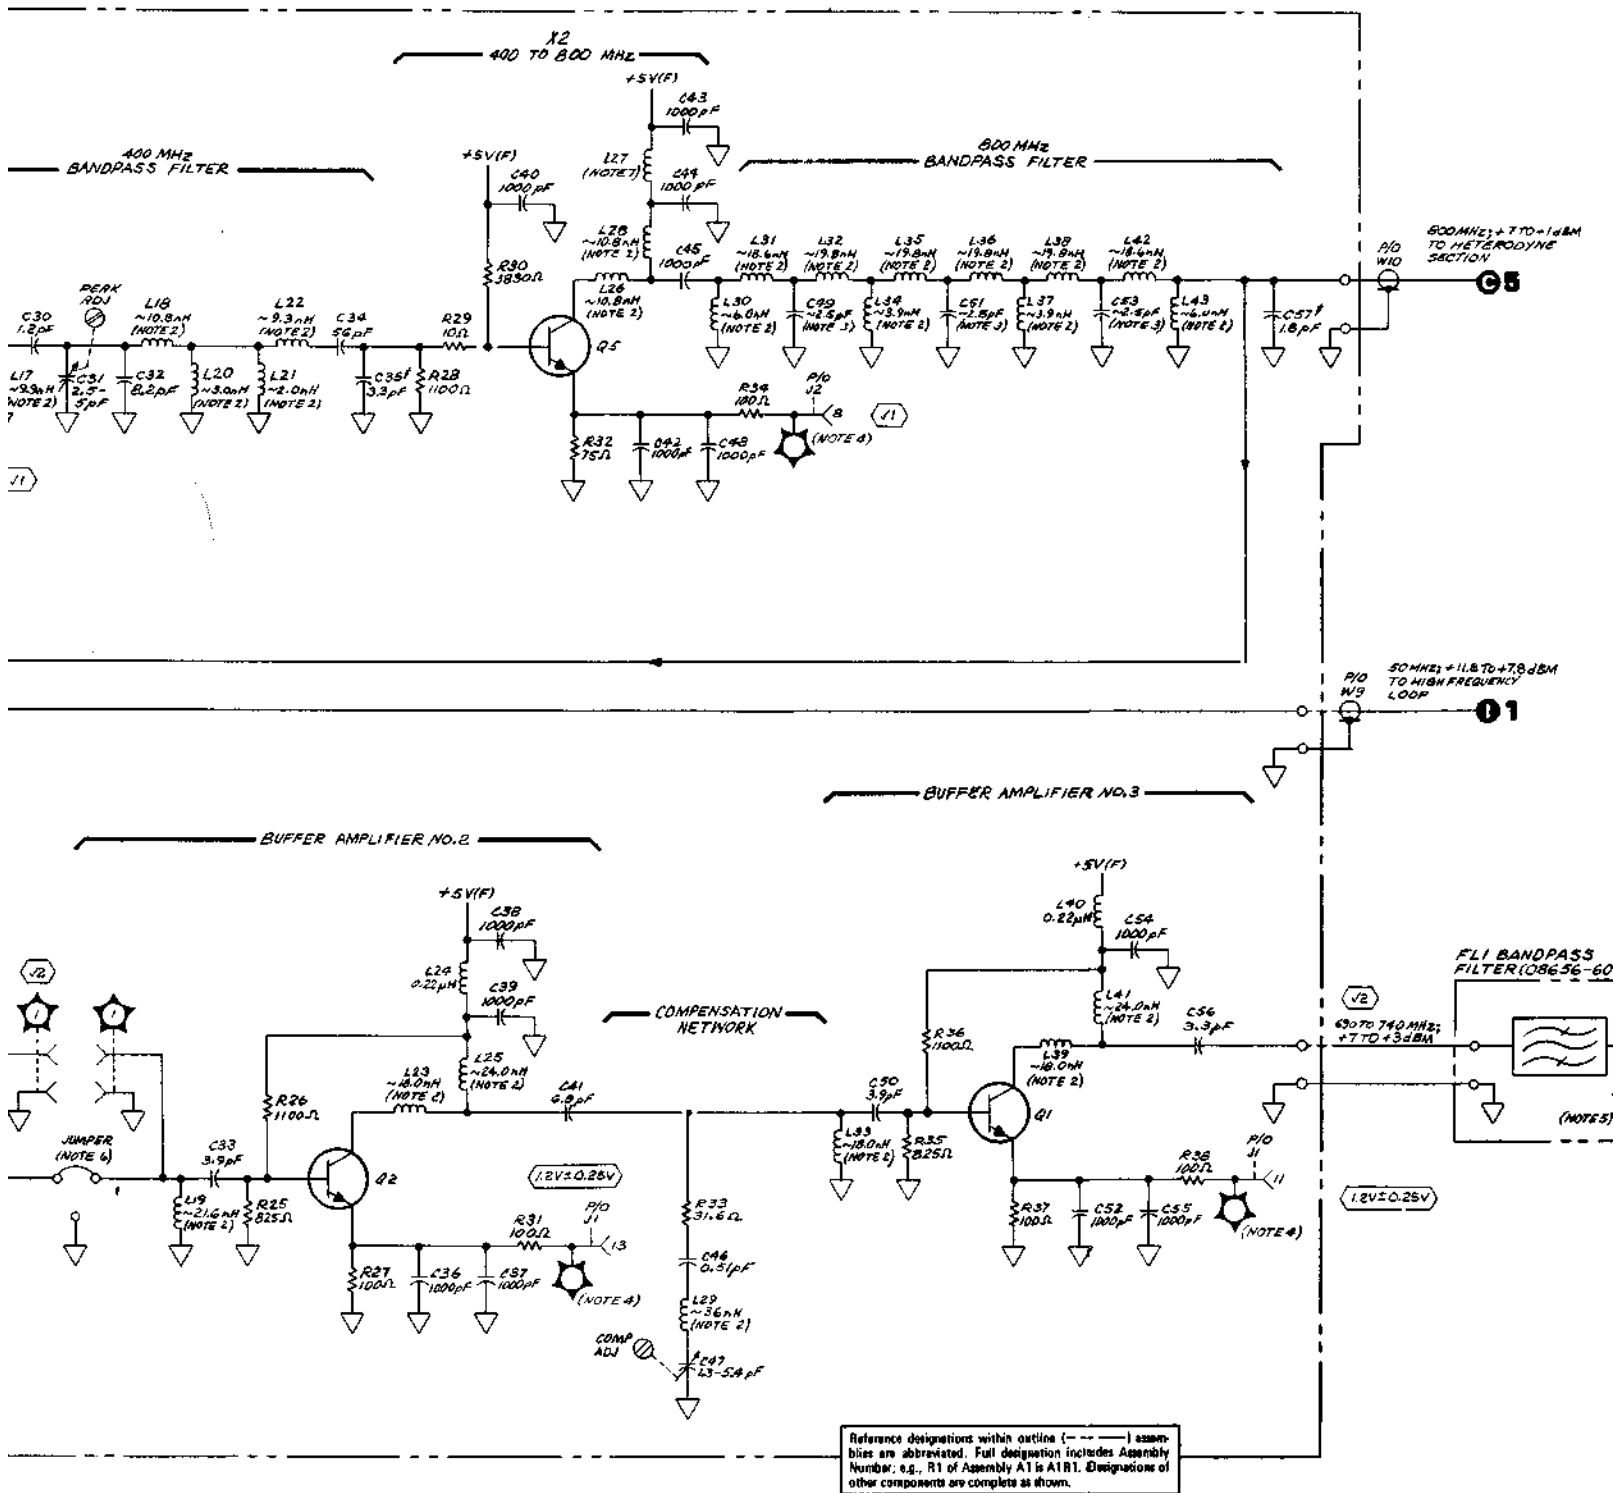 X2
400 TO 800 MHz
+5V(F)
C43
1000pF
400 MHz
BANDPASS FILTER
+5V(F)
C40
1000pF
L27
(NOTE 7)
C44
1000pF
800 MHz
BANDPASS FILTER
L28
~10.8nH
(NOTE 2)
C45
1000pF
L31
~18.6nH
(NOTE 2)
L32
~19.8nH
(NOTE 2)
L35
~19.8nH
(NOTE 2)
L36
~19.8nH
(NOTE 2)
L38
~19.8nH
(NOTE 2)
L42
~18.6nH
(NOTE 2)
P/O
W10
800MHz; +7 TO +1dBM
TO HETERODYNE
SECTION
C5
R30
3830Ω
L26
~10.8nH
(NOTE 2)
L30
~6.0nH
(NOTE 2)
C49
~2.5pF
L34
~3.9nH
(NOTE 2)
C51
~2.5pF
(NOTE 3)
L37
~3.9nH
(NOTE 2)
C53
~2.5pF
(NOTE 3)
L43
~6.0nH
(NOTE 2)
C57
1.8pF
PEAK
ADJ
C30
1.2pF
L18
~10.8nH
(NOTE 2)
L22
~9.3nH
(NOTE 2)
C34
56pF
R29
10Ω
Q5
L17
~9.9nH
NOTE 2)
C31
2.5-
5pF
C32
8.2pF
L20
~3.0nH
(NOTE 2)
L21
~2.0nH
(NOTE 2)
C35
3.3pF
R28
1100Ω
R34
100Ω
P/O
J2
8
√1
(NOTE 4)
R32
75Ω
C42
1000pF
C48
1000pF
√1
P/O
W9
50MHz; +11.8 TO +7.8dBM
TO HIGH FREQUENCY
LOOP
1
BUFFER AMPLIFIER NO.3
BUFFER AMPLIFIER NO.2
+5V(F)
C38
1000pF
L24
0.22µH
C39
1000pF
L25
~24.0nH
(NOTE 2)
+5V(F)
L40
0.22µH
C54
1000pF
L41
~24.0nH
(NOTE 2)
FL1 BANDPASS
FILTER (08656-60
√2
1
1
COMPENSATION
NETWORK
C56
3.3pF
√2
690 TO 740 MHz;
+7 TO +3dBM
R36
1100Ω
L39
~18.0nH
(NOTE 2)
(NOTE 5)
L23
~18.0nH
(NOTE 2)
R26
1100Ω
C41
6.8pF
C50
3.9pF
Q1
L33
~18.0nH
(NOTE 2)
R35
825Ω
JUMPER
(NOTE 6)
C33
3.9pF
Q2
1.2V±0.25V
L19
~21.6nH
(NOTE 2)
R25
825Ω
R31
100Ω
P/O
J1
13
(NOTE 4)
R33
31.6Ω
R38
100Ω
P/O
J1
11
(NOTE 4)
1.2V±0.25V
R37
100Ω
C52
1000pF
C55
1000pF
R27
100Ω
C36
1000pF
C37
1000pF
C46
0.51pF
L29
~36nH
(NOTE 2)
COMP
ADJ
C47
Reference designations within outline (— - - —) assem-
blies are abbreviated. Full designation includes Assembly
Number; e.g., R1 of Assembly A1 is A1R1. Designations of
other components are complete as shown.